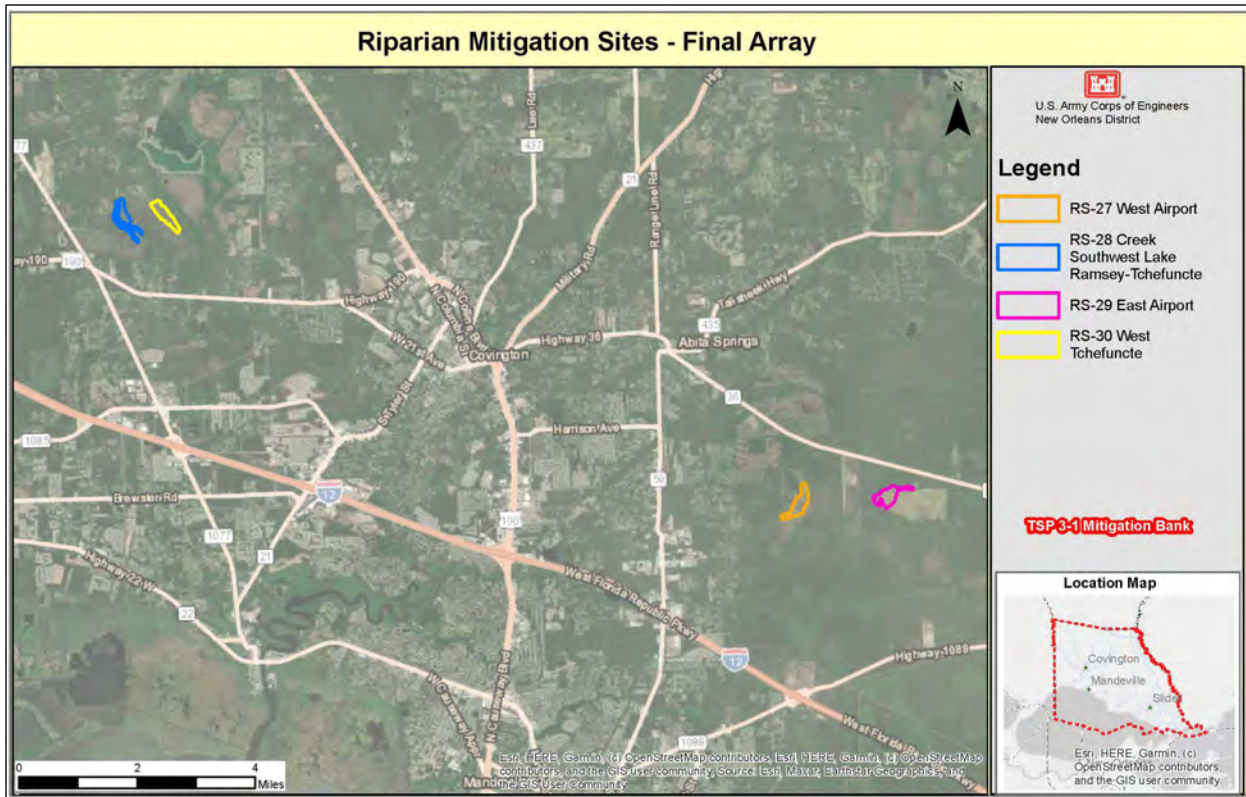 Riparian Mitigation Sites - Final Array
N
77
437
21
190
Lee Rd
Range Line Rd
Military Rd
Talisheek Hwy
435
Highway 190
N Collins Blvd
N Columbia St
W 21st Ave
Covington
Highway 36
Abita Springs
36
S Tyler St
Harrison Ave
1085
59
12
Brewster Rd
190
1077
21
Highway 22 W
22
West Florida Republic Pkwy
12
Highway 1088
N Causeway Blvd
W Causeway Appr
1088
0 2 4
Miles
Esri, HERE, Garmin, (c) OpenStreetMap contributors, Esri, HERE, Garmin, (c) OpenStreetMap
contributors, and the GIS user community, Source: Esri, Maxar, Earthstar Geographics, and
the GIS User Community
U.S. Army Corps of Engineers
New Orleans District
Legend
RS-27 West Airport
RS-28 Creek
Southwest Lake
Ramsey-Tchefuncte
RS-29 East Airport
RS-30 West
Tchefuncte
TSP 3-1 Mitigation Bank
Location Map
Covington
Mandeville
Slidell
Esri, HERE, Garmin, (c)
OpenStreetMap contributors,
and the GIS user community